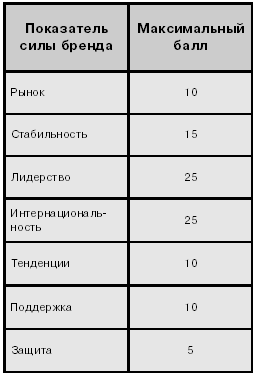 Показатель
силы бренда
Максимальный
балл
Рынок
10
Стабильность
15
Лидерство
25
Интернациональ-
ность
25
Тенденции
10
Поддержка
10
Защита
5